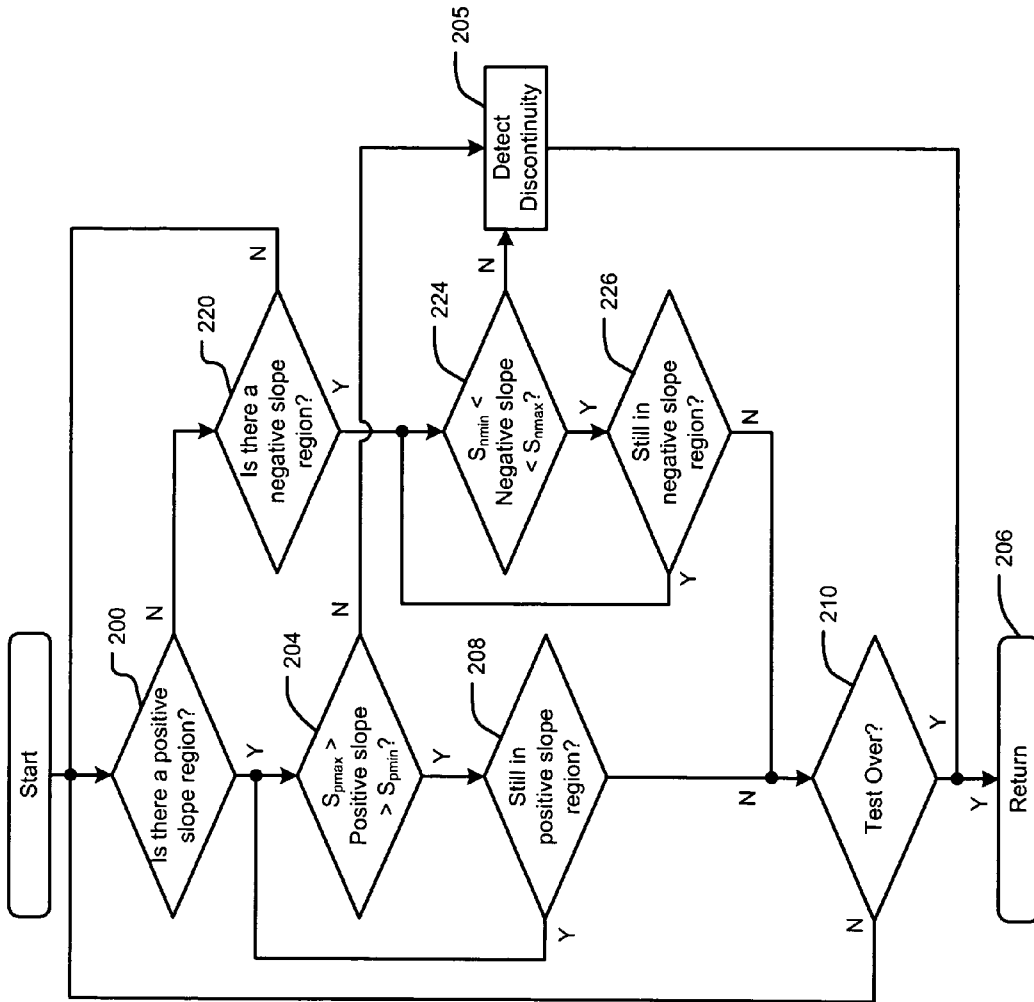 Start
200
Is there a positive
slope region?
N
Y
220
Is there a
negative slope
region?
N
Y
204
S_pmax >
Positive slope
> S_pmin?
N
Y
205
Detect
Discontinuity
224
S_nmin <
Negative slope
< S_nmax?
N
Y
208
Still in
positive slope
region?
Y
N
226
Still in
negative slope
region?
Y
N
210
Test Over?
N
Y
206
Return